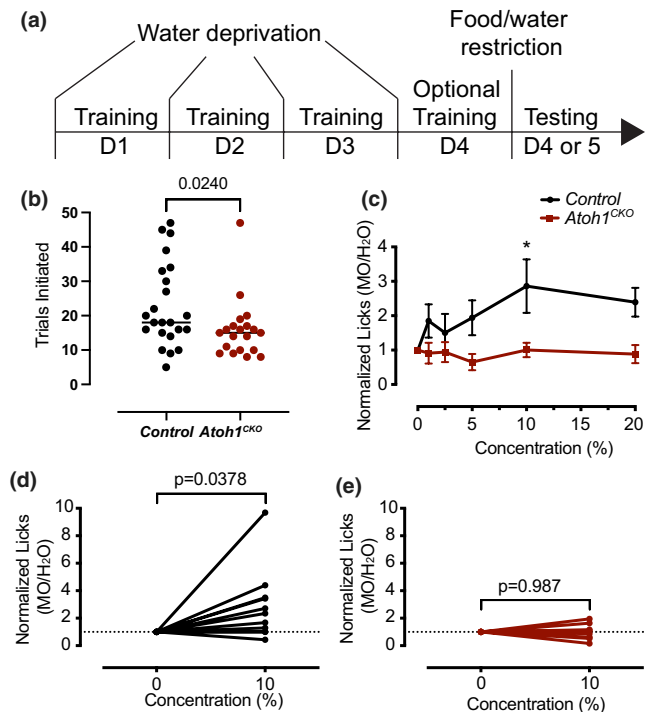 (a)
Water deprivation
Food/water
restriction
Training
Training
Training
Optional
Training
Testing
D1
D2
D3
D4
D4 or 5
(b)
0.0240
Trials Initiated
50
40
30
20
10
0
Control Atoh1CKO
(c)
Control
Atoh1CKO
Normalized Licks (MO/H2O)
4
3
2
1
0
*
0 5 10 15 20
Concentration (%)
(d)
p=0.0378
Normalized Licks
(MO/H2O)
10
8
6
4
2
0
0 10
Concentration (%)
(e)
p=0.987
Normalized Licks
(MO/H2O)
10
8
6
4
2
0
0 10
Concentration (%)